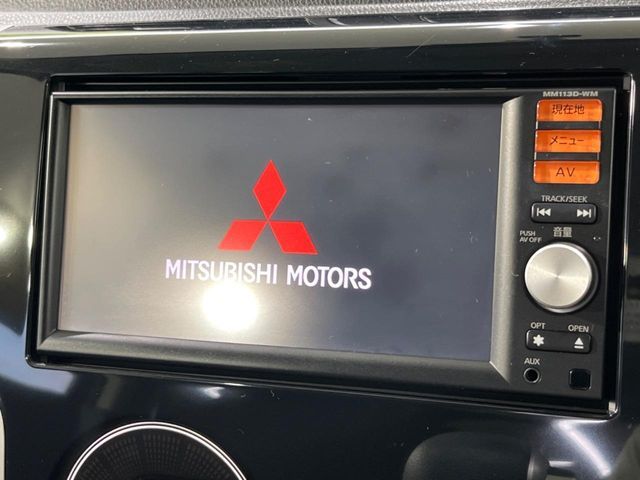 MM113D-WM
現在地
メニュー
AV
TRACK/SEEK
PUSH
AV OFF
音量
MITSUBISHI MOTORS
OPT
OPEN
AUX